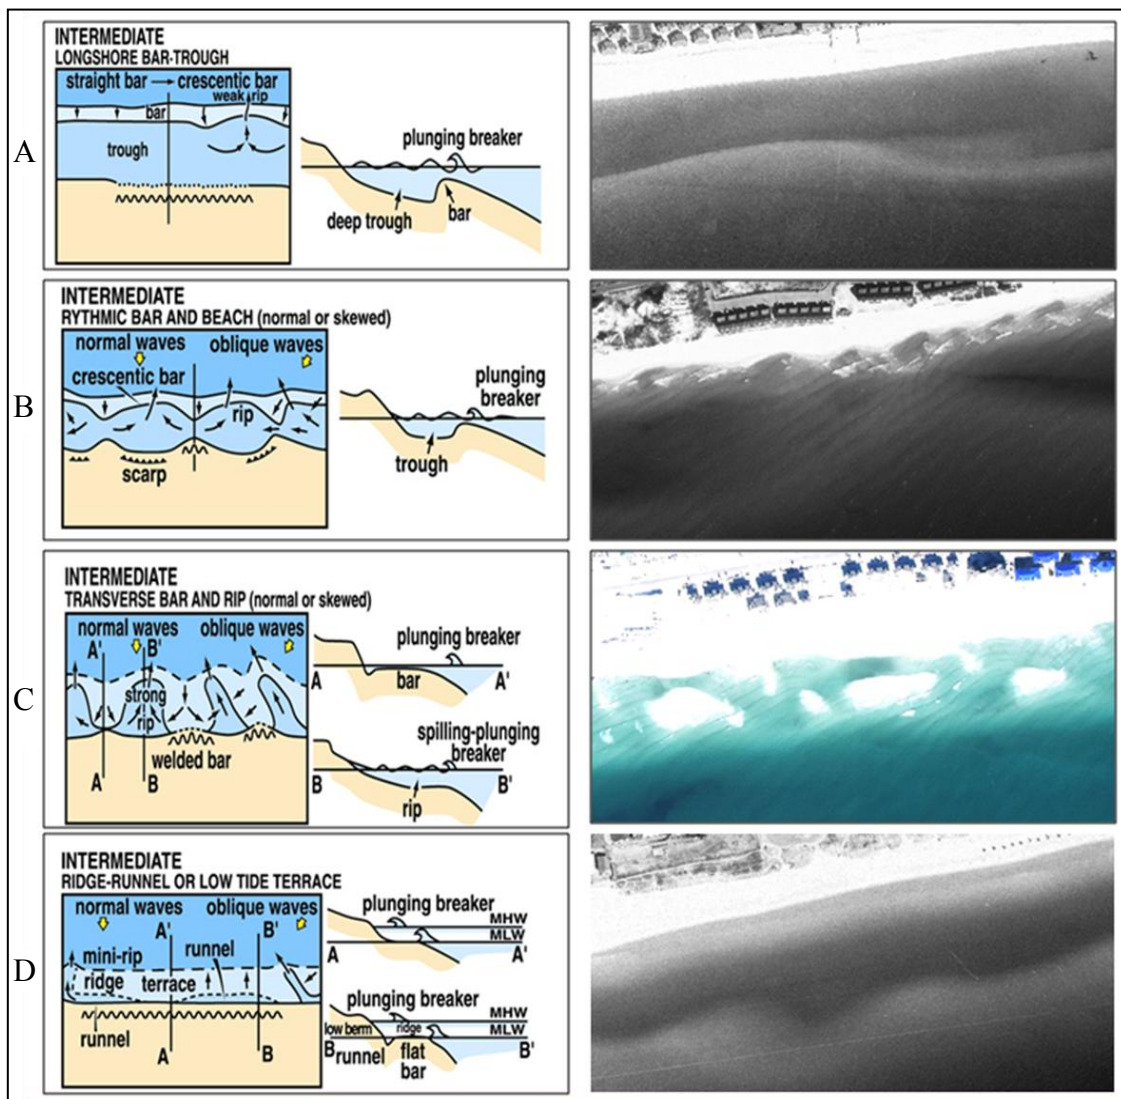 A
INTERMEDIATE
LONGSHORE BAR-TROUGH
straight bar → crescentic bar
weak rip
bar
trough
plunging breaker
deep trough
bar
B
INTERMEDIATE
RYTHMIC BAR AND BEACH (normal or skewed)
normal waves oblique waves
crescentic bar
rip
scarp
plunging
breaker
trough
C
INTERMEDIATE
TRANSVERSE BAR AND RIP (normal or skewed)
normal waves oblique waves
A' B'
strong
rip
welded bar
A B
plunging breaker
bar
A A'
spilling-plunging
breaker
B B'
rip
D
INTERMEDIATE
RIDGE-RUNNEL OR LOW TIDE TERRACE
normal waves oblique waves
A' B'
runnel
mini-rip
ridge terrace
runnel
A B
plunging breaker
MHW
MLW
A A'
plunging breaker
MHW
low berm ridge MLW
B runnel flat B'
bar